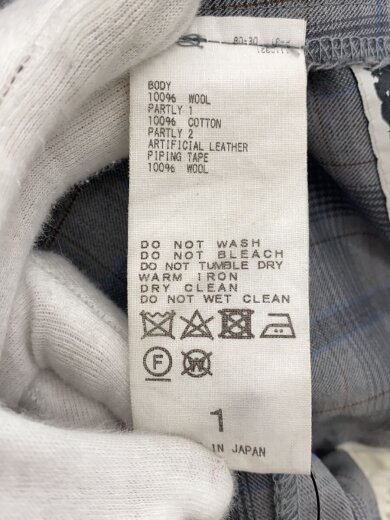 BODY
100% WOOL
PARTLY 1
100% COTTON
PARTLY 2
ARTIFICIAL LEATHER
PIPING TAPE
100% WOOL
DO NOT WASH
DO NOT BLEACH
DO NOT TUMBLE DRY
WARM IRON
DRY CLEAN
DO NOT WET CLEAN
F W
1
IN JAPAN